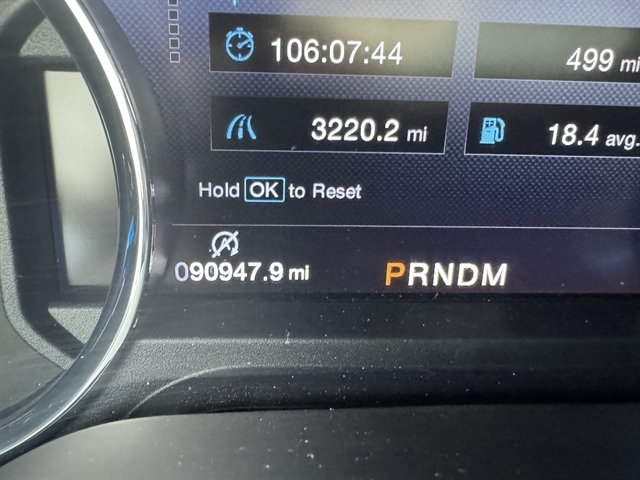 106:07:44
499 mi
3220.2 mi
18.4 avg.
Hold OK to Reset
090947.9 mi
PRNDM